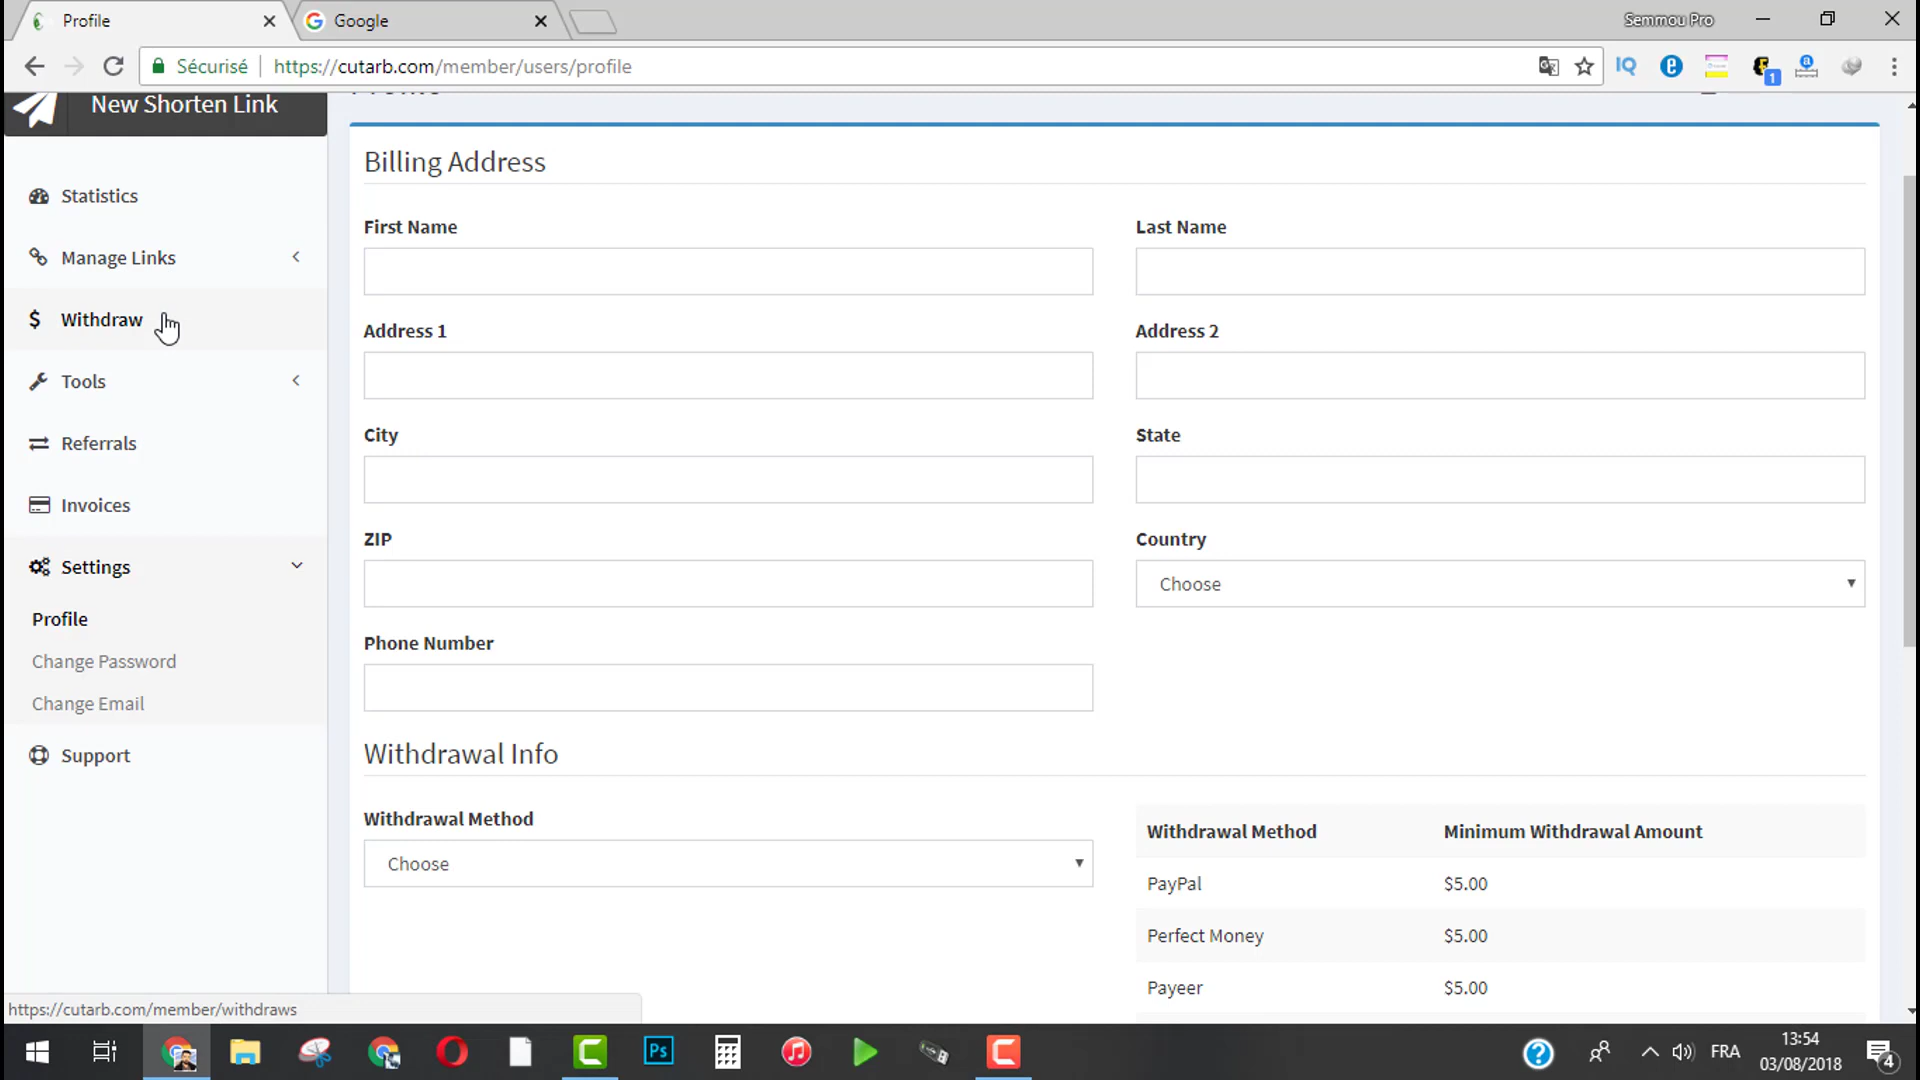 Profile
Google
Semmou Pro
Sécurisé
https://cutarb.com/member/users/profile
1
New Shorten Link
Statistics
Manage Links
Withdraw
Tools
Referrals
Invoices
Settings
Profile
Change Password
Change Email
Support
Billing Address
First Name
Last Name
Address 1
Address 2
City
State
ZIP
Country
Choose
Phone Number
Withdrawal Info
Withdrawal Method
Choose
Withdrawal Method Minimum Withdrawal Amount
PayPal $5.00
Perfect Money $5.00
Payeer $5.00
https://cutarb.com/member/withdraws
Ps
FRA
13:54
03/08/2018
4